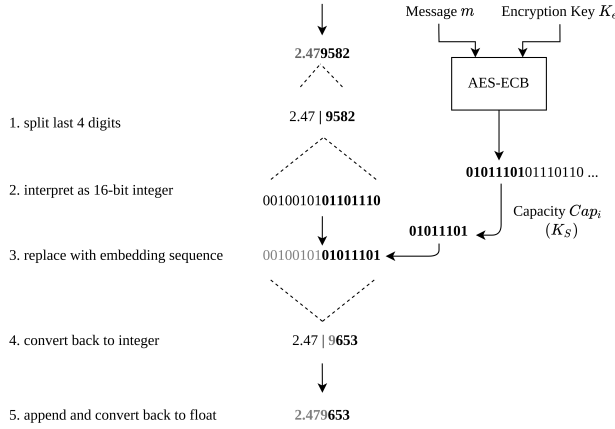 Message m
Encryption Key K_e
2.479582
AES-ECB
2.47 | 9582
1. split last 4 digits
0101110101110110 ...
2. interpret as 16-bit integer
0010010101101110
Capacity Cap_i
(K_S)
01011101
3. replace with embedding sequence
0010010101011101
4. convert back to integer
2.47 | 9653
5. append and convert back to float
2.479653